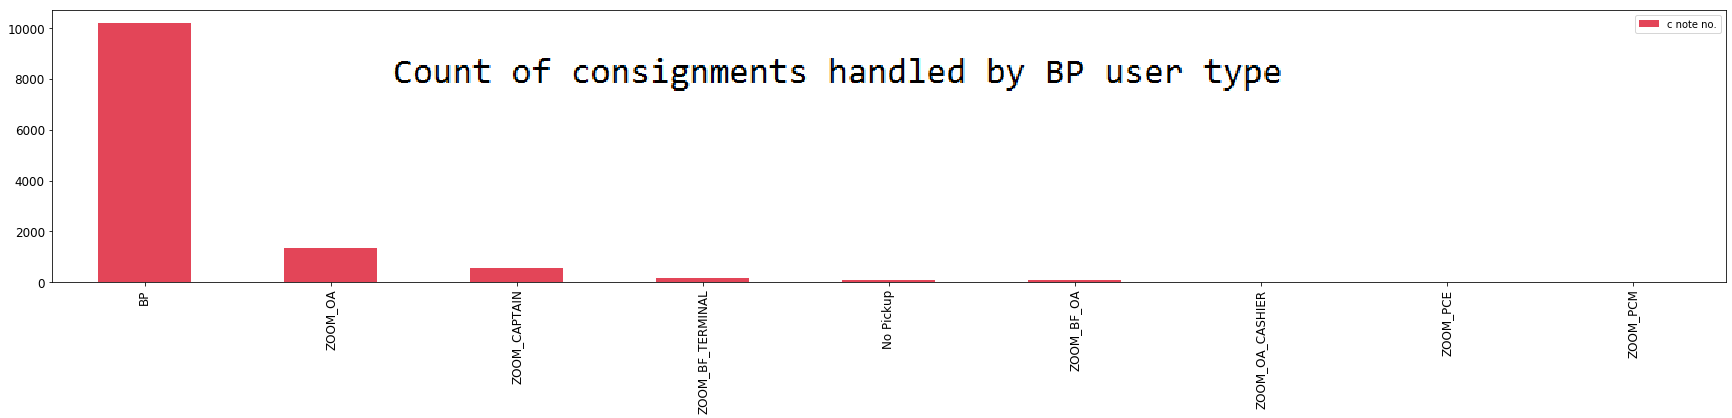 10000
8000
6000
4000
2000
0
c note no.
Count of consignments handled by BP user type
BP
ZOOM_OA
ZOOM_CAPTAIN
ZOOM_BF_TERMINAL
No Pickup
ZOOM_BF_OA
ZOOM_OA_CASHIER
ZOOM_PCE
ZOOM_PCM